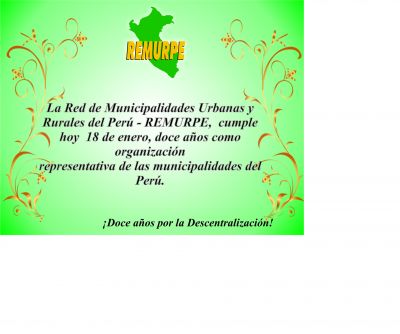 REMURPE
La Red de Municipalidades Urbanas y
Rurales del Perú - REMURPE, cumple
hoy 18 de enero, doce años como
organización
representativa de las municipalidades del
Perú.
¡Doce años por la Descentralización!